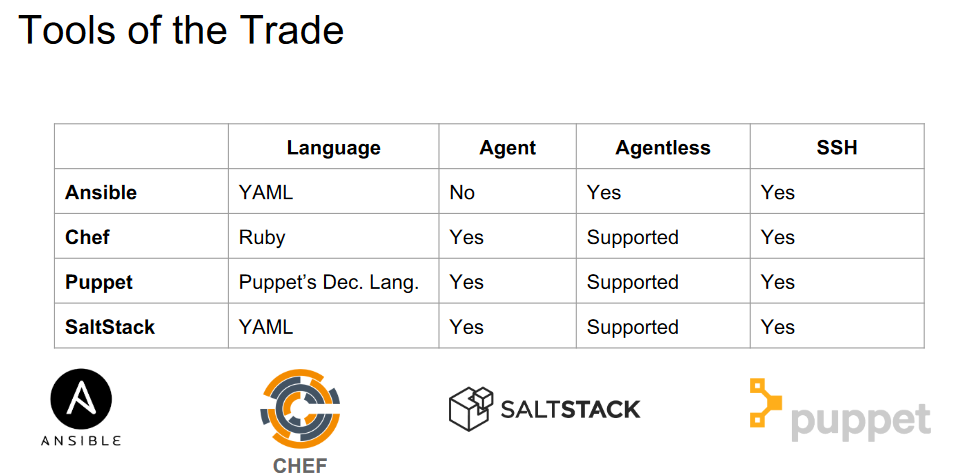 Tools of the Trade
Language Agent Agentless SSH
Ansible YAML No Yes Yes
Chef Ruby Yes Supported Yes
Puppet Puppet’s Dec. Lang. Yes Supported Yes
SaltStack YAML Yes Supported Yes
ANSIBLE
CHEF
SALTSTACK
puppet